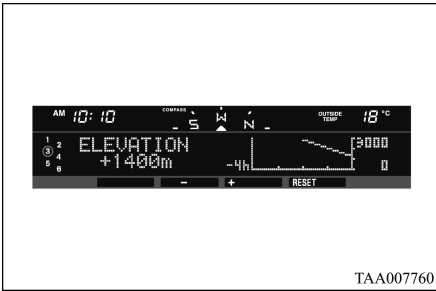 AM 10:10 COMPASS S W N OUTSIDE TEMP 18 °C
1 2 3 4 5 6
ELEVATION 3000
+1400m -4h 0
- + RESET
TAA007760